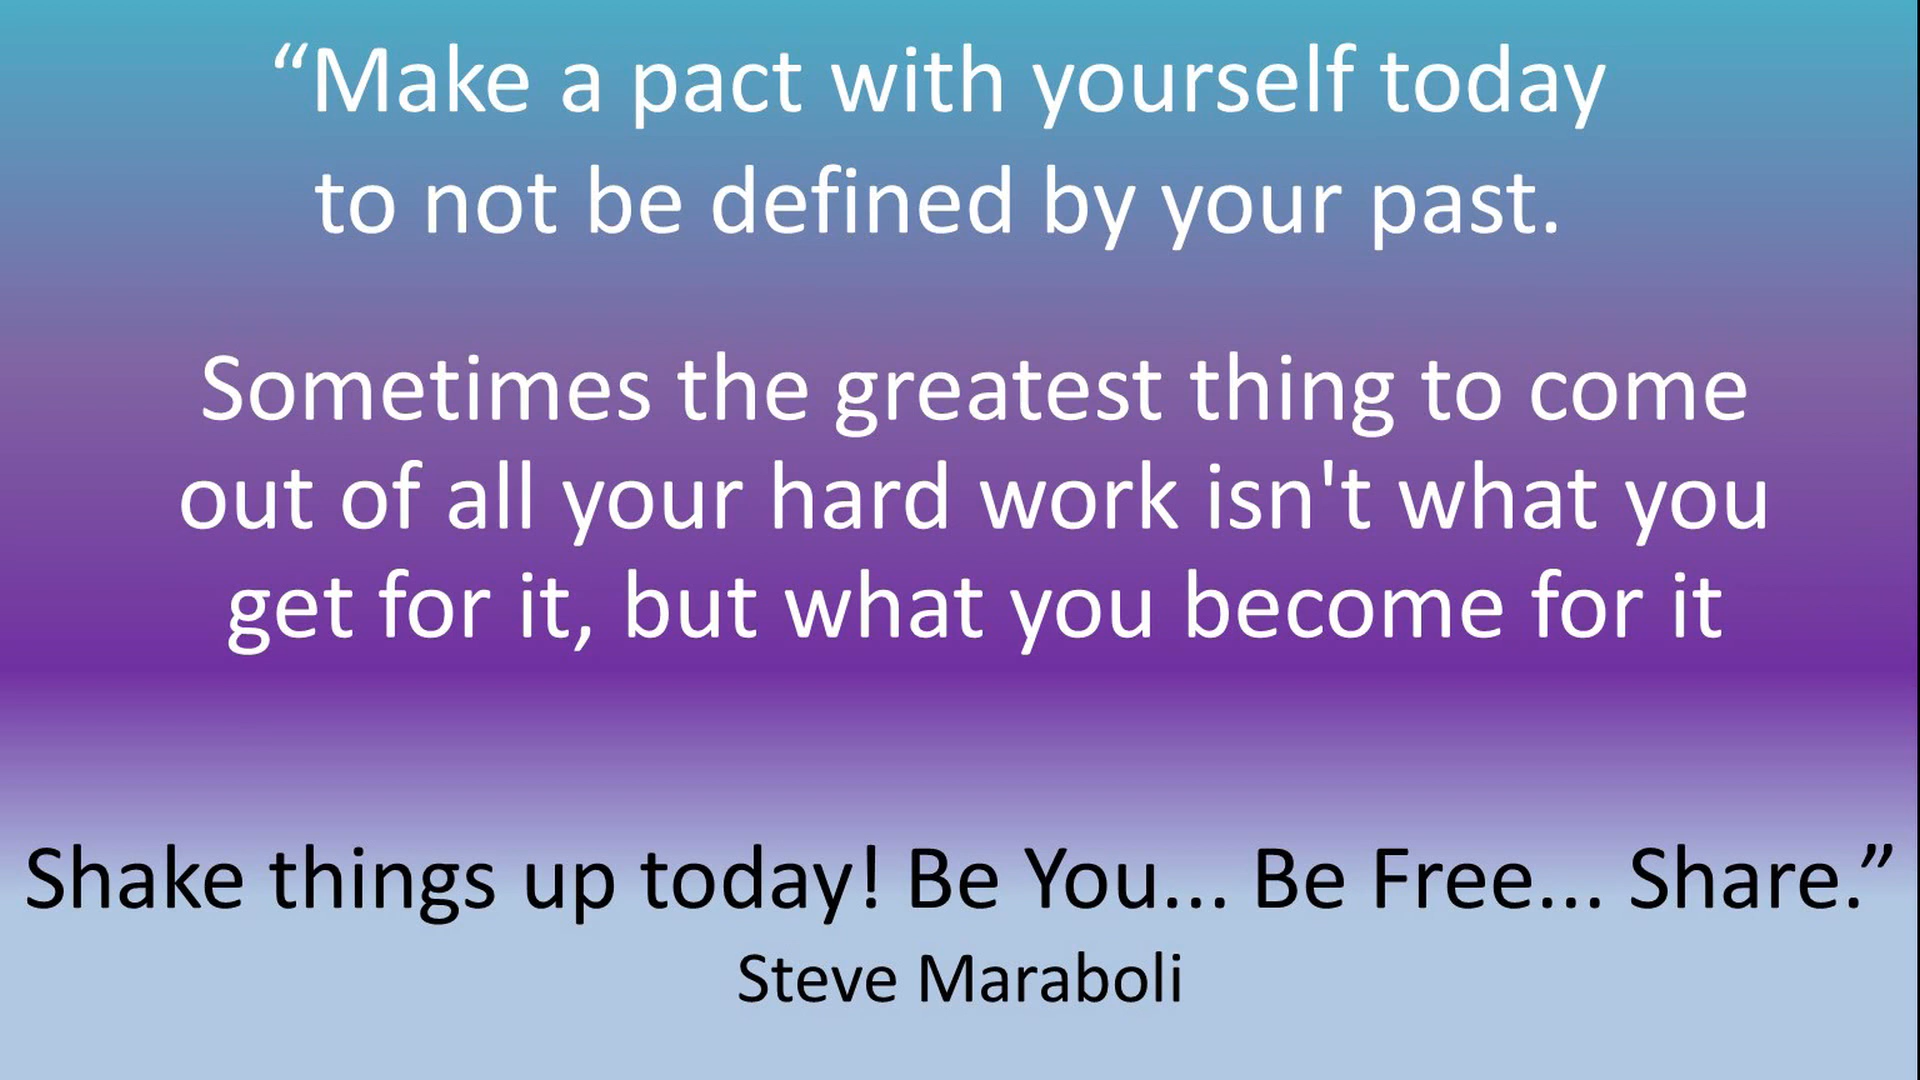 “Make a pact with yourself today
to not be defined by your past.
Sometimes the greatest thing to come
out of all your hard work isn't what you
get for it, but what you become for it
Shake things up today! Be You... Be Free... Share.”
Steve Maraboli